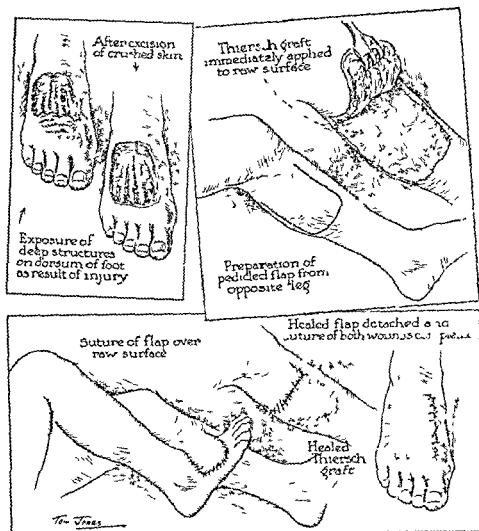 After excision
of crushed skin
Exposure of
deep structures
on dorsum of foot
as result of injury
Thiersch graft
immediately applied
to raw surface
Preparation of
pedicled flap from
opposite leg
Suture of flap over
raw surface
Healed flap detached and
suture of both wounds
Healed
Thiersch
graft
Tom Jones